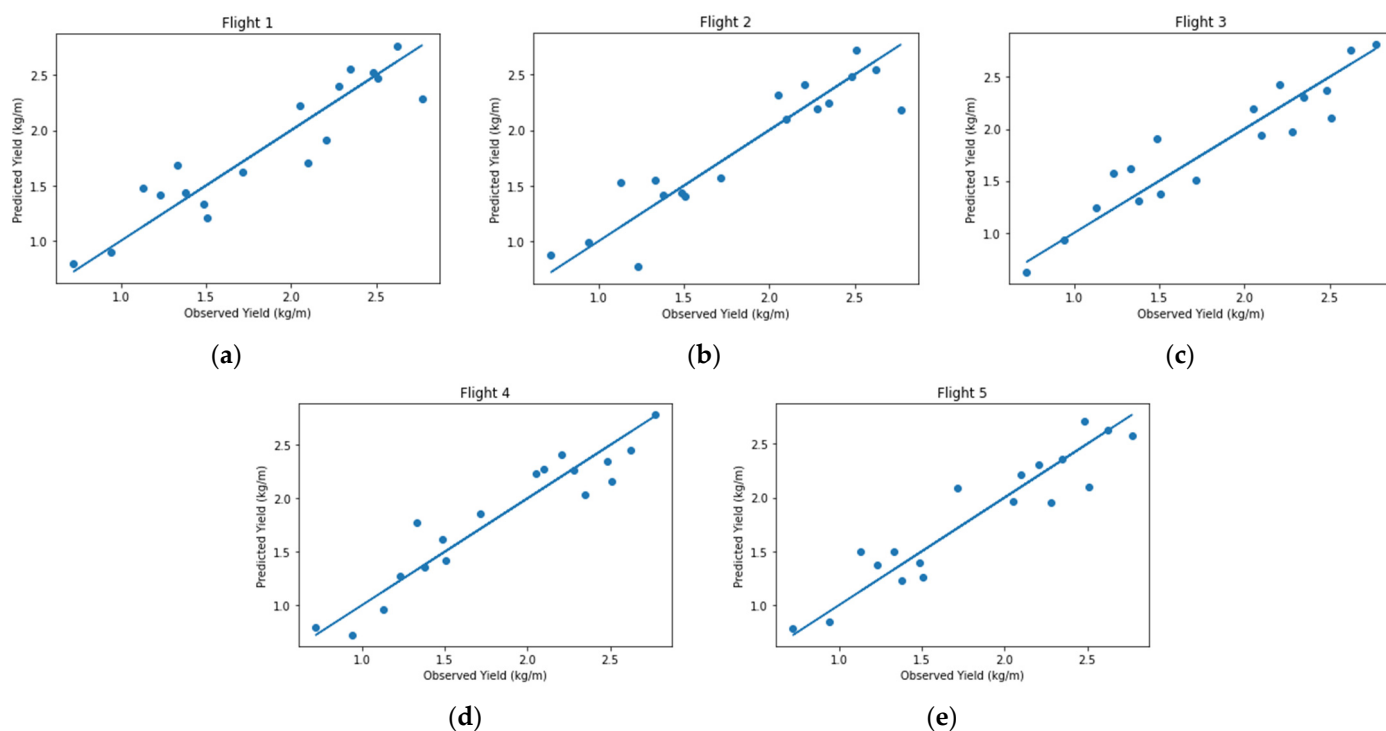 Flight 1
Predicted Yield (kg/m)
2.5
2.0
1.5
1.0
1.0 1.5 2.0 2.5
Observed Yield (kg/m)
(a)
Flight 2
Predicted Yield (kg/m)
2.5
2.0
1.5
1.0
1.0 1.5 2.0 2.5
Observed Yield (kg/m)
(b)
Flight 3
Predicted Yield (kg/m)
2.5
2.0
1.5
1.0
1.0 1.5 2.0 2.5
Observed Yield (kg/m)
(c)
Flight 4
Predicted Yield (kg/m)
2.5
2.0
1.5
1.0
1.0 1.5 2.0 2.5
Observed Yield (kg/m)
(d)
Flight 5
Predicted Yield (kg/m)
2.5
2.0
1.5
1.0
1.0 1.5 2.0 2.5
Observed Yield (kg/m)
(e)